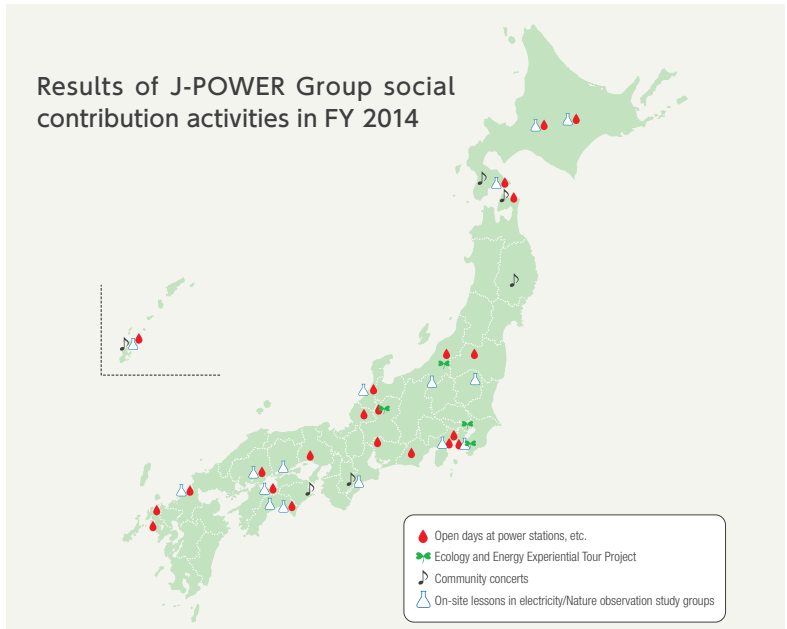 Results of J-POWER Group social
contribution activities in FY 2014
Open days at power stations, etc.
Ecology and Energy Experiential Tour Project
Community concerts
On-site lessons in electricity/Nature observation study groups